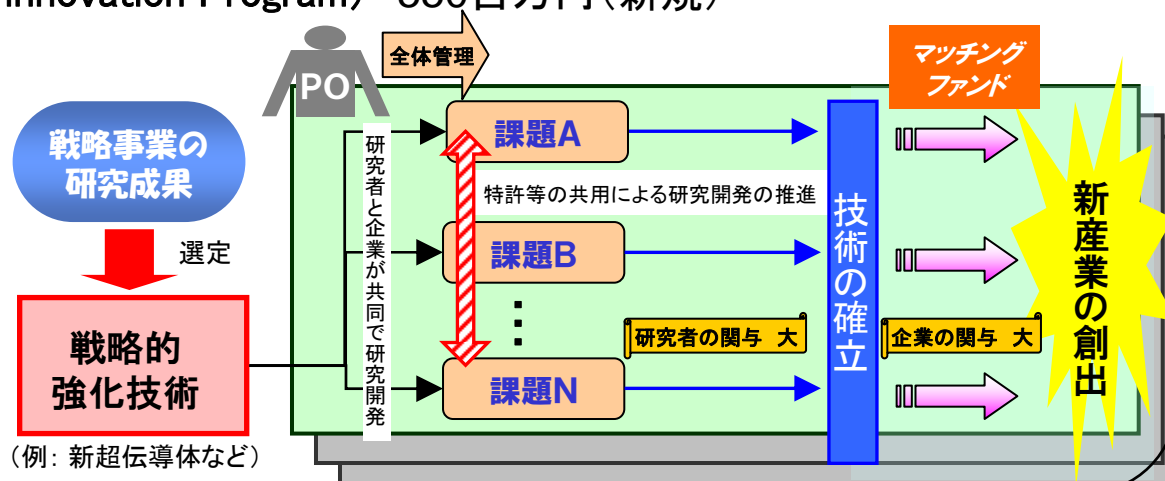 Innovation Program） 百万円（新規）
PO
全体管理
マッチング
ファンド
戦略事業の
研究成果
選定
戦略的
強化技術
（例：新超伝導体など）
研究者と企業が共同で研究開発
課題A
特許等の共用による研究開発の推進
課題B
⋮
研究者の関与 大
課題N
技術の確立
企業の関与 大
新産業の創出